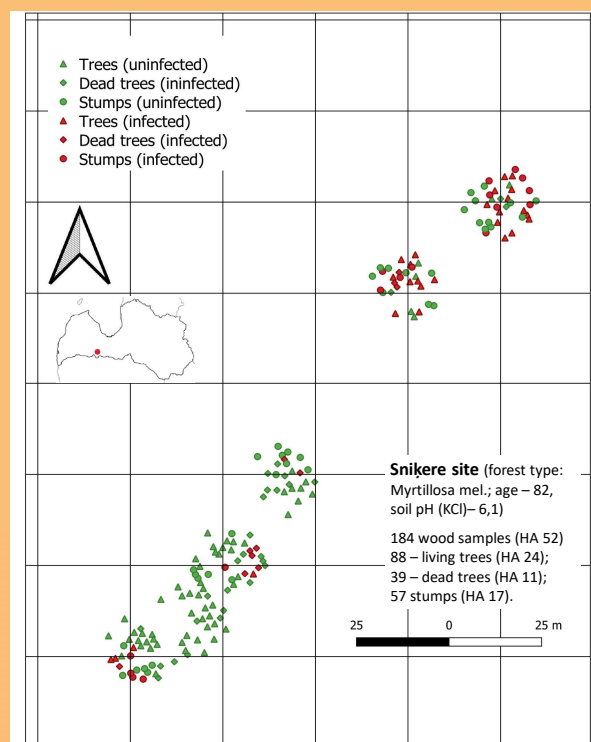 Trees (uninfected)
Dead trees (ininfected)
Stumps (uninfected)
Trees (infected)
Dead trees (infected)
Stumps (infected)
Sniķere site (forest type:
Myrtillosa mel.; age – 82,
soil pH (KCl)– 6,1)
184 wood samples (HA 52)
88 – living trees (HA 24);
39 – dead trees (HA 11);
57 stumps (HA 17).
25 0 25 m